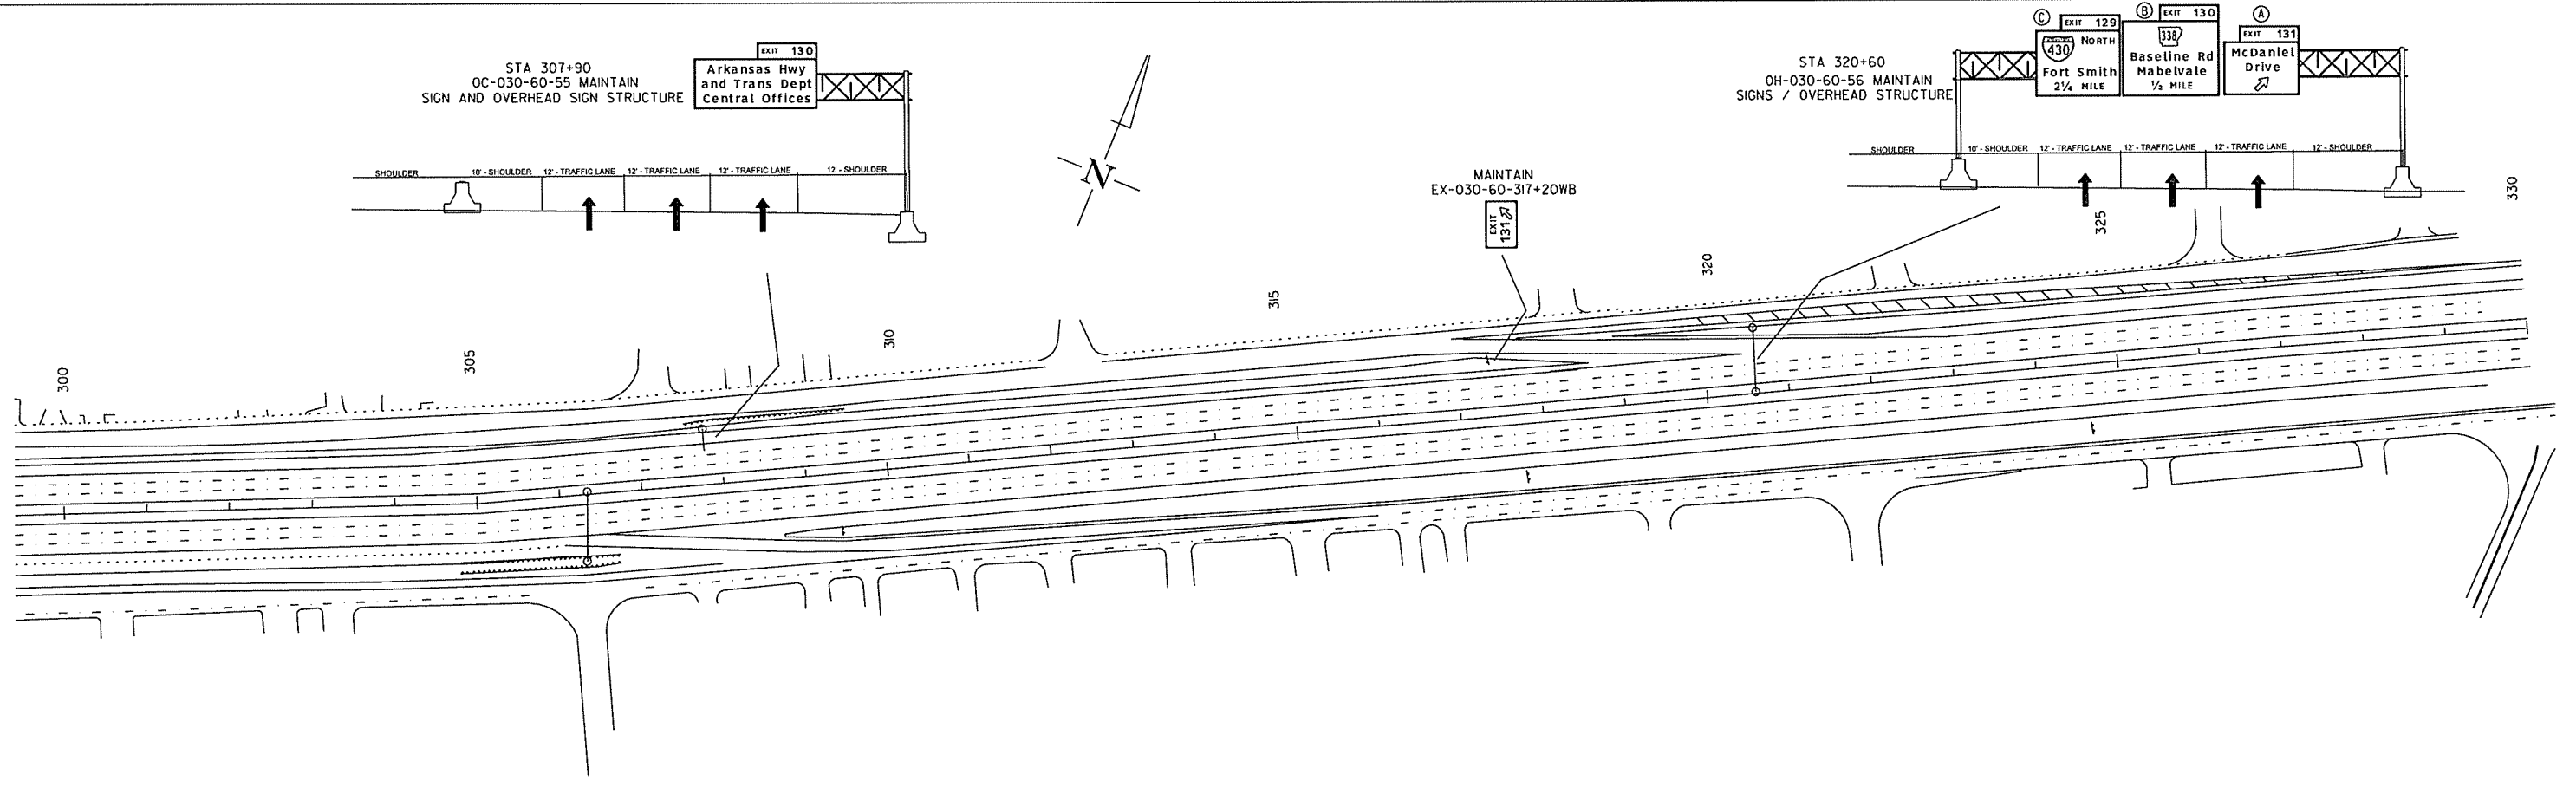 STA 307+90
OC-030-60-55 MAINTAIN
SIGN AND OVERHEAD SIGN STRUCTURE
EXIT 130
Arkansas Hwy
and Trans Dept
Central Offices
SHOULDER
10' - SHOULDER
12' - TRAFFIC LANE
12' - TRAFFIC LANE
12' - TRAFFIC LANE
12' - SHOULDER
N
MAINTAIN
EX-030-60-317+20WB
EXIT
131
STA 320+60
OH-030-60-56 MAINTAIN
SIGNS / OVERHEAD STRUCTURE
C
EXIT 129
430 NORTH
Fort Smith
2¼ MILE
B
EXIT 130
338
Baseline Rd
Mabelvale
½ MILE
A
EXIT 131
McDaniel
Drive
SHOULDER
10' - SHOULDER
12' - TRAFFIC LANE
12' - TRAFFIC LANE
12' - TRAFFIC LANE
12' - SHOULDER
300
305
310
315
320
325
330